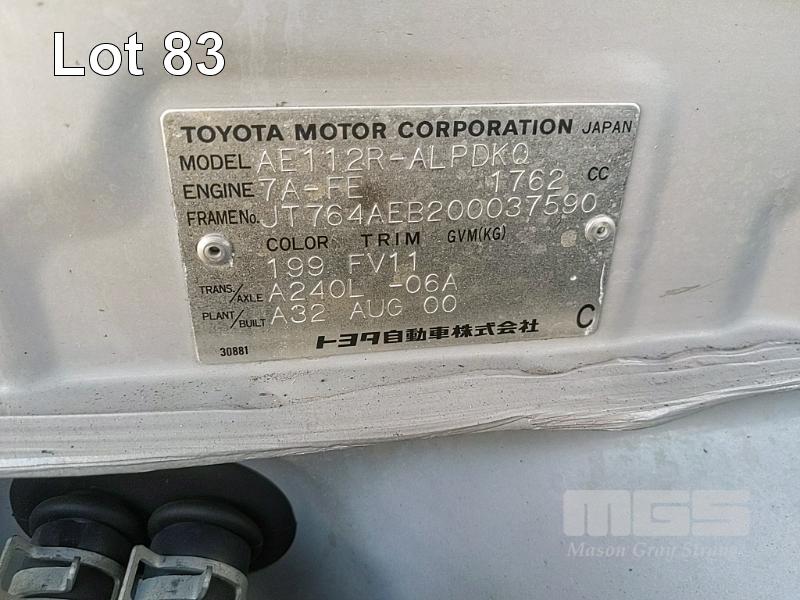 Lot 83
TOYOTA MOTOR CORPORATION JAPAN
MODEL AE112R-ALPDKQ
ENGINE 7A-FE 1762 CC
FRAME No. JT764AEB200037590
COLOR TRIM GVM(KG)
199 FV11
TRANS./AXLE A240L -06A
PLANT/BUILT A32 AUG 00
30881 トヨタ自動車株式会社 C
MGS
Mason Gray Strange